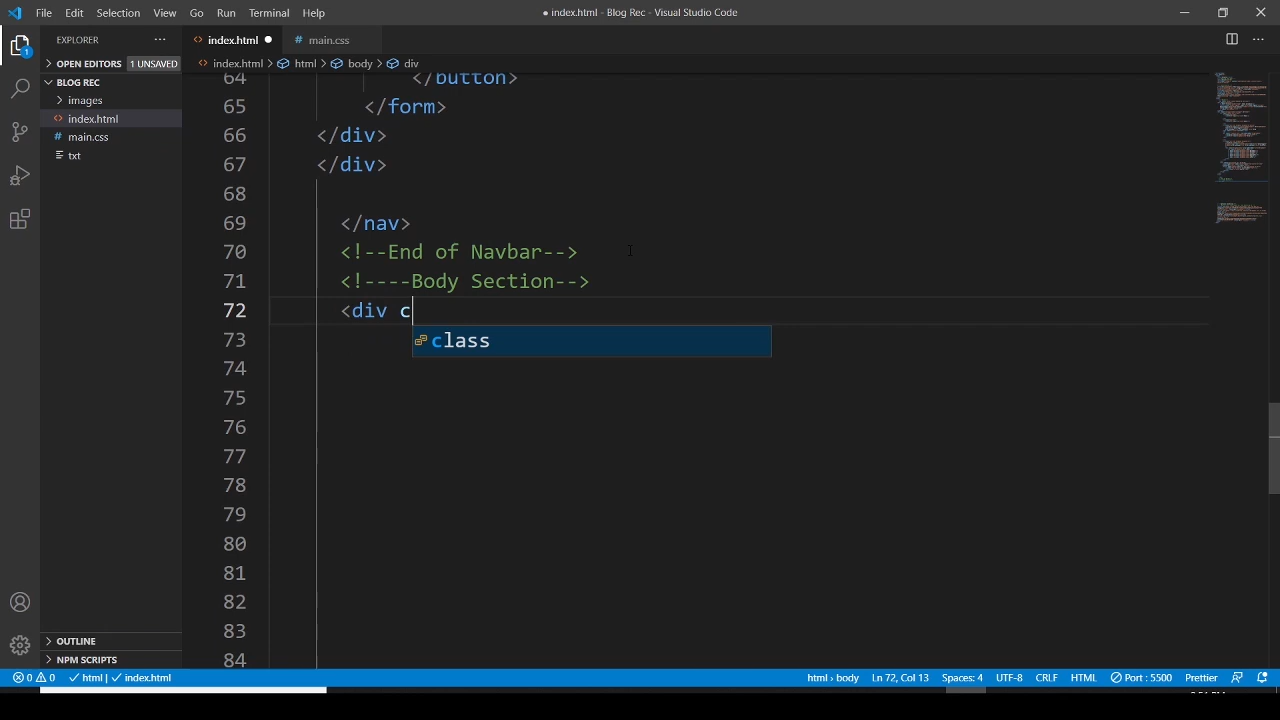 File Edit Selection View Go Run Terminal Help
● index.html - Blog Rec - Visual Studio Code
1
EXPLORER
OPEN EDITORS 1 UNSAVED
BLOG REC
images
index.html
main.css
txt
OUTLINE
NPM SCRIPTS
index.html ● main.css
index.html > html > body > div
64 </button>
65 </form>
66 </div>
67 </div>
68
69 </nav>
70 <!--End of Navbar-->
71 <!----Body Section-->
72 <div c
class
73
74
75
76
77
78
79
80
81
82
83
84
0 0 html | index.html html › body Ln 72, Col 13 Spaces: 4 UTF-8 CRLF HTML Port : 5500 Prettier